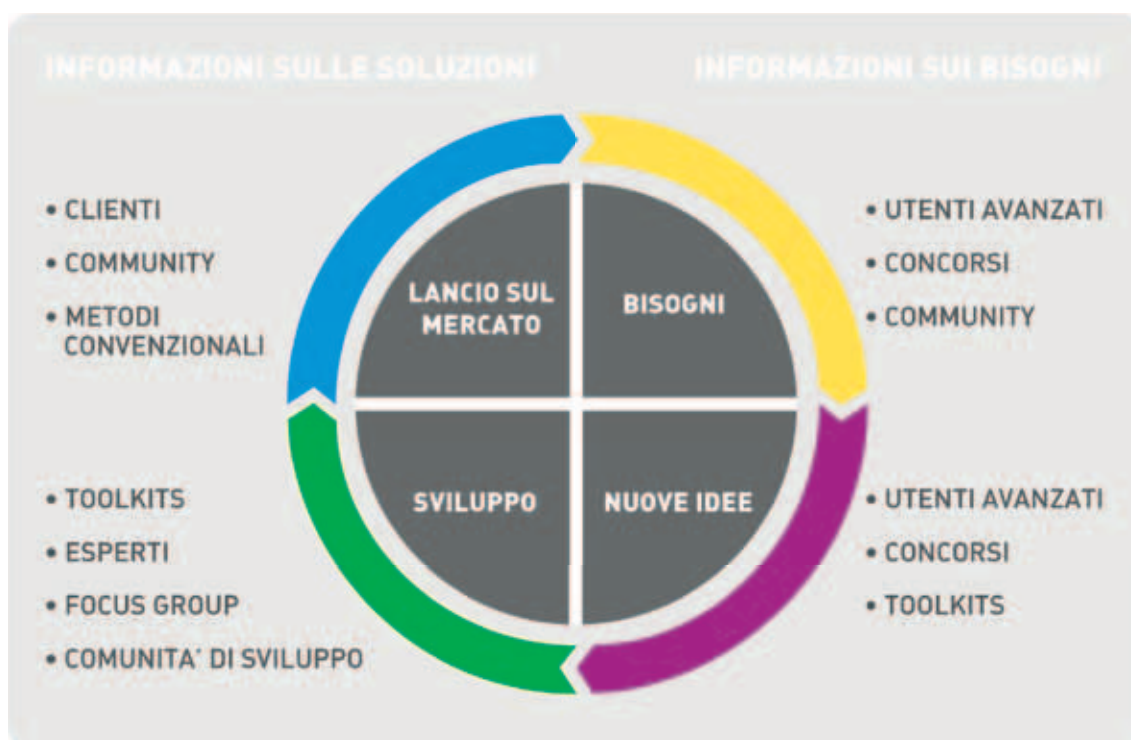 INFORMAZIONI SULLE SOLUZIONI
INFORMAZIONI SUI BISOGNI
• CLIENTI
• COMMUNITY
• METODI
CONVENZIONALI
LANCIO SUL
MERCATO
BISOGNI
• UTENTI AVANZATI
• CONCORSI
• COMMUNITY
• TOOLKITS
• ESPERTI
• FOCUS GROUP
• COMUNITA' DI SVILUPPO
SVILUPPO
NUOVE IDEE
• UTENTI AVANZATI
• CONCORSI
• TOOLKITS